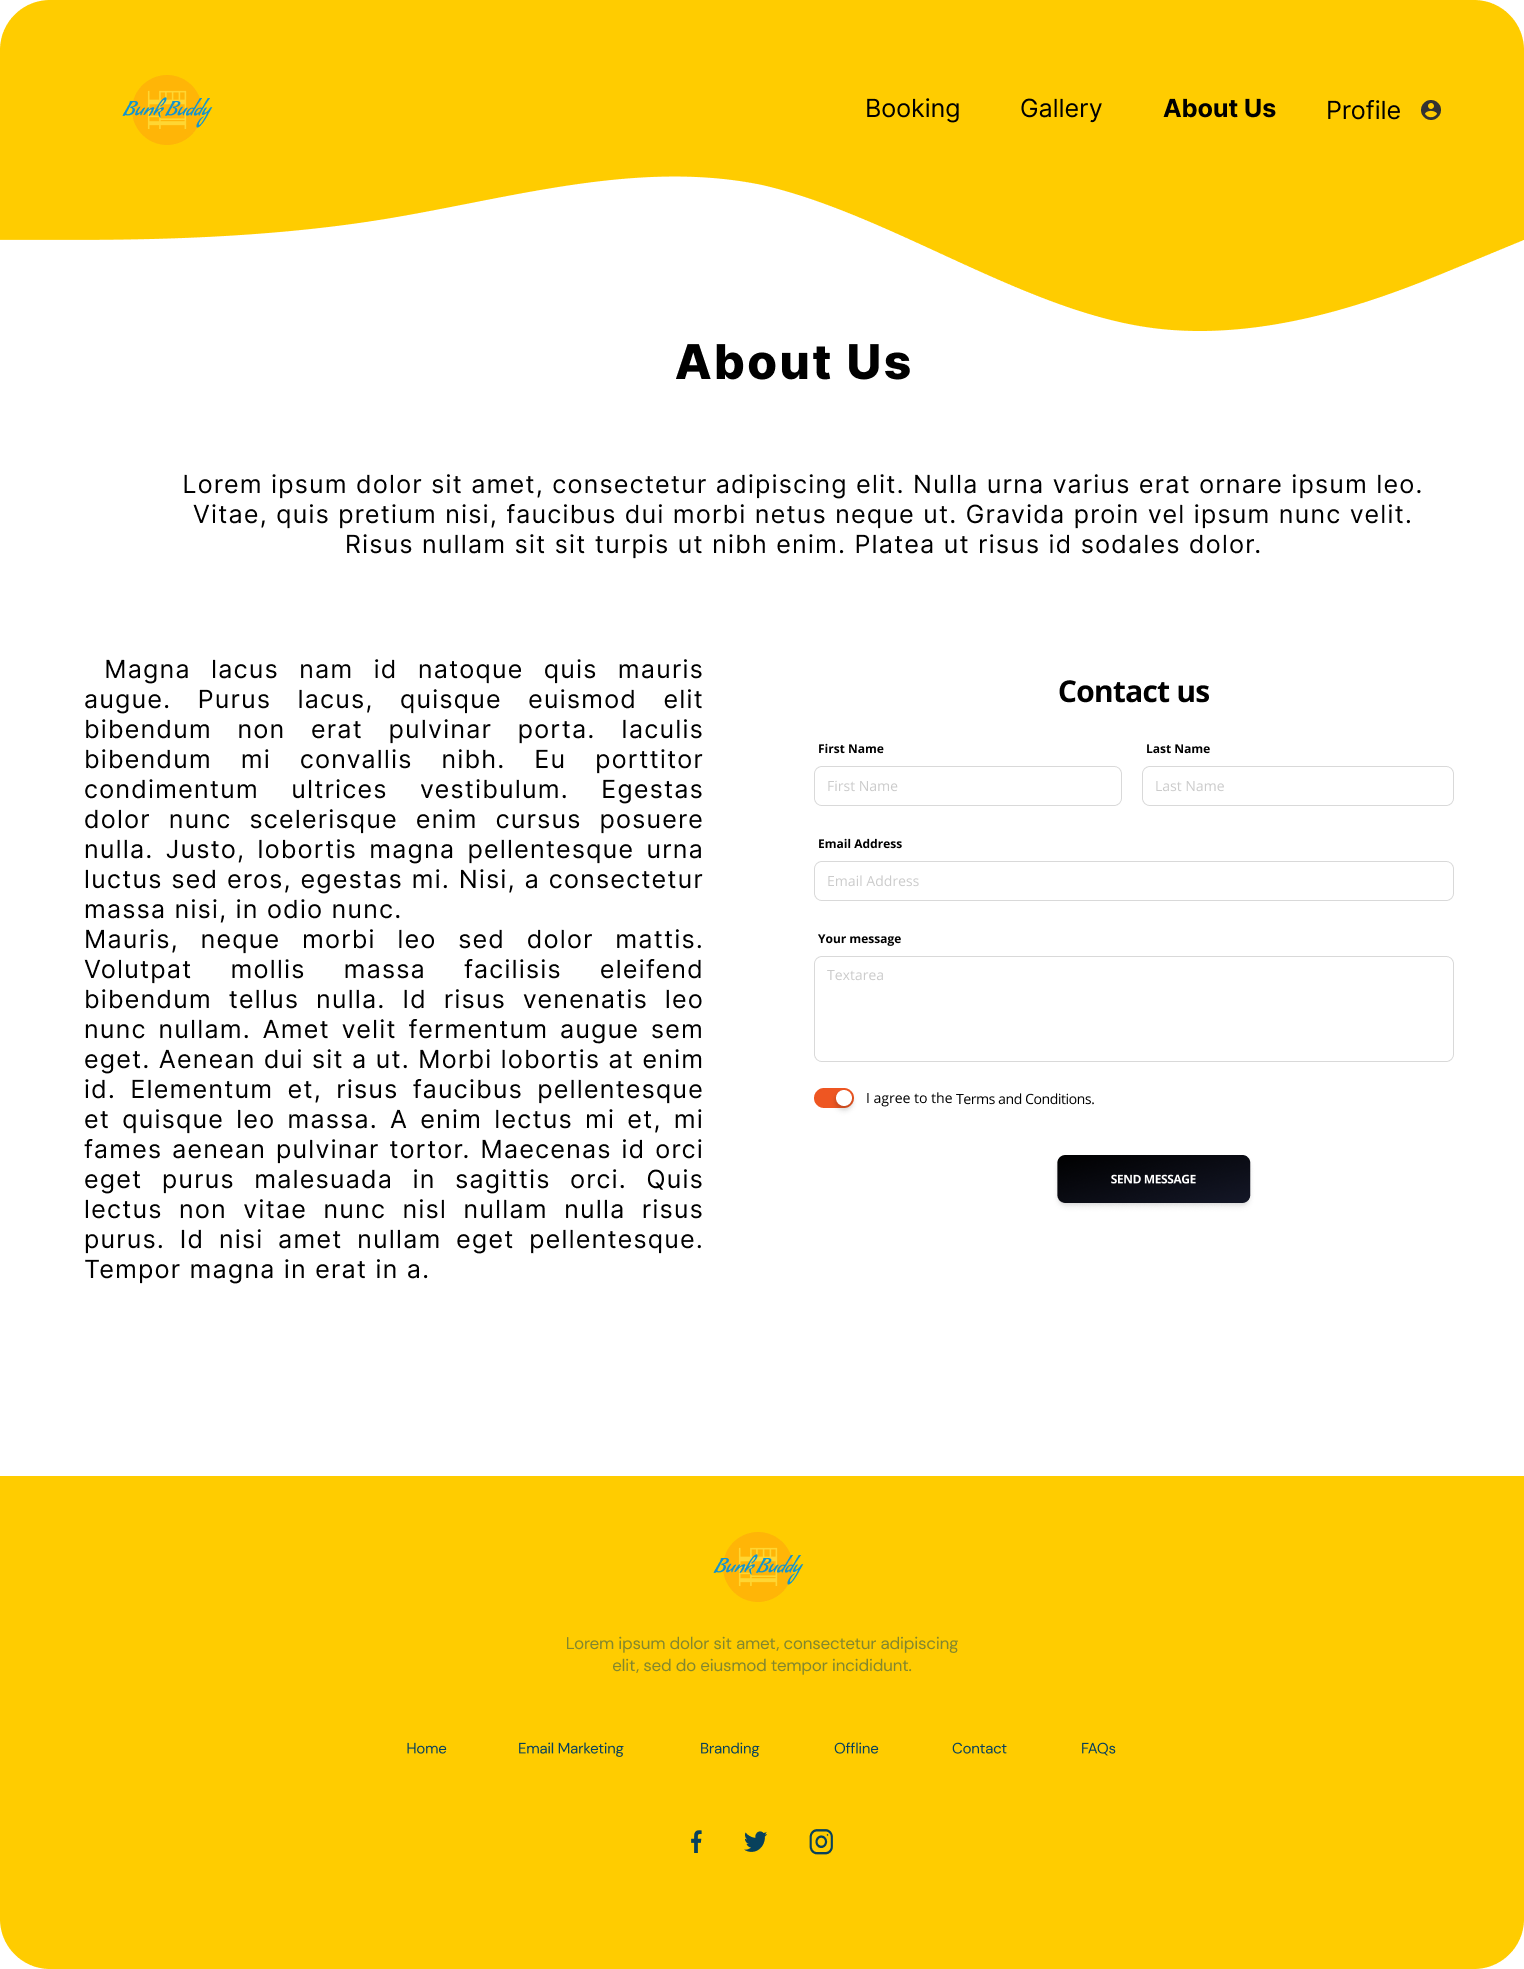 Bunk Buddy
Booking
Gallery
About Us
Profile
About Us
Lorem ipsum dolor sit amet, consectetur adipiscing elit. Nulla urna varius erat ornare ipsum leo.
Vitae, quis pretium nisi, faucibus dui morbi netus neque ut. Gravida proin vel ipsum nunc velit.
Risus nullam sit sit turpis ut nibh enim. Platea ut risus id sodales dolor.
Magna lacus nam id natoque quis mauris
augue. Purus lacus, quisque euismod elit
bibendum non erat pulvinar porta. Iaculis
bibendum mi convallis nibh. Eu porttitor
condimentum ultrices vestibulum. Egestas
dolor nunc scelerisque enim cursus posuere
nulla. Justo, lobortis magna pellentesque urna
luctus sed eros, egestas mi. Nisi, a consectetur
massa nisi, in odio nunc.
Mauris, neque morbi leo sed dolor mattis.
Volutpat mollis massa facilisis eleifend
bibendum tellus nulla. Id risus venenatis leo
nunc nullam. Amet velit fermentum augue sem
eget. Aenean dui sit a ut. Morbi lobortis at enim
id. Elementum et, risus faucibus pellentesque
et quisque leo massa. A enim lectus mi et, mi
fames aenean pulvinar tortor. Maecenas id orci
eget purus malesuada in sagittis orci. Quis
lectus non vitae nunc nisl nullam nulla risus
purus. Id nisi amet nullam eget pellentesque.
Tempor magna in erat in a.
Contact us
First Name
Last Name
First Name
Last Name
Email Address
Email Address
Your message
Textarea
I agree to the Terms and Conditions.
SEND MESSAGE
Bunk Buddy
Lorem ipsum dolor sit amet, consectetur adipiscing
elit, sed do eiusmod tempor incididunt.
Home
Email Marketing
Branding
Offline
Contact
FAQs